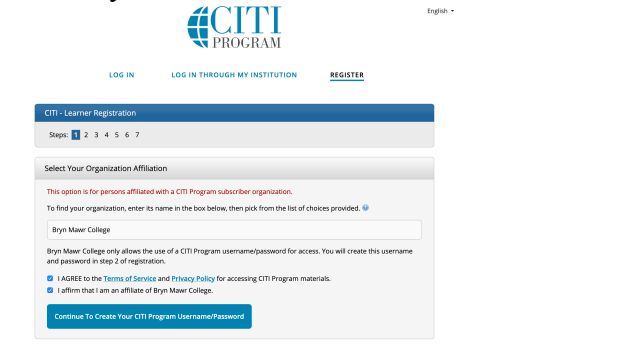 English
CITI
PROGRAM
LOG IN LOG IN THROUGH MY INSTITUTION REGISTER
CITI - Learner Registration
Steps: 1 2 3 4 5 6 7
Select Your Organization Affiliation
This option is for persons affiliated with a CITI Program subscriber organization.
To find your organization, enter its name in the box below, then pick from the list of choices provided.
Bryn Mawr College
Bryn Mawr College only allows the use of a CITI Program username/password for access. You will create this username
and password in step 2 of registration.
I AGREE to the Terms of Service and Privacy Policy for accessing CITI Program materials.
I affirm that I am an affiliate of Bryn Mawr College.
Continue To Create Your CITI Program Username/Password